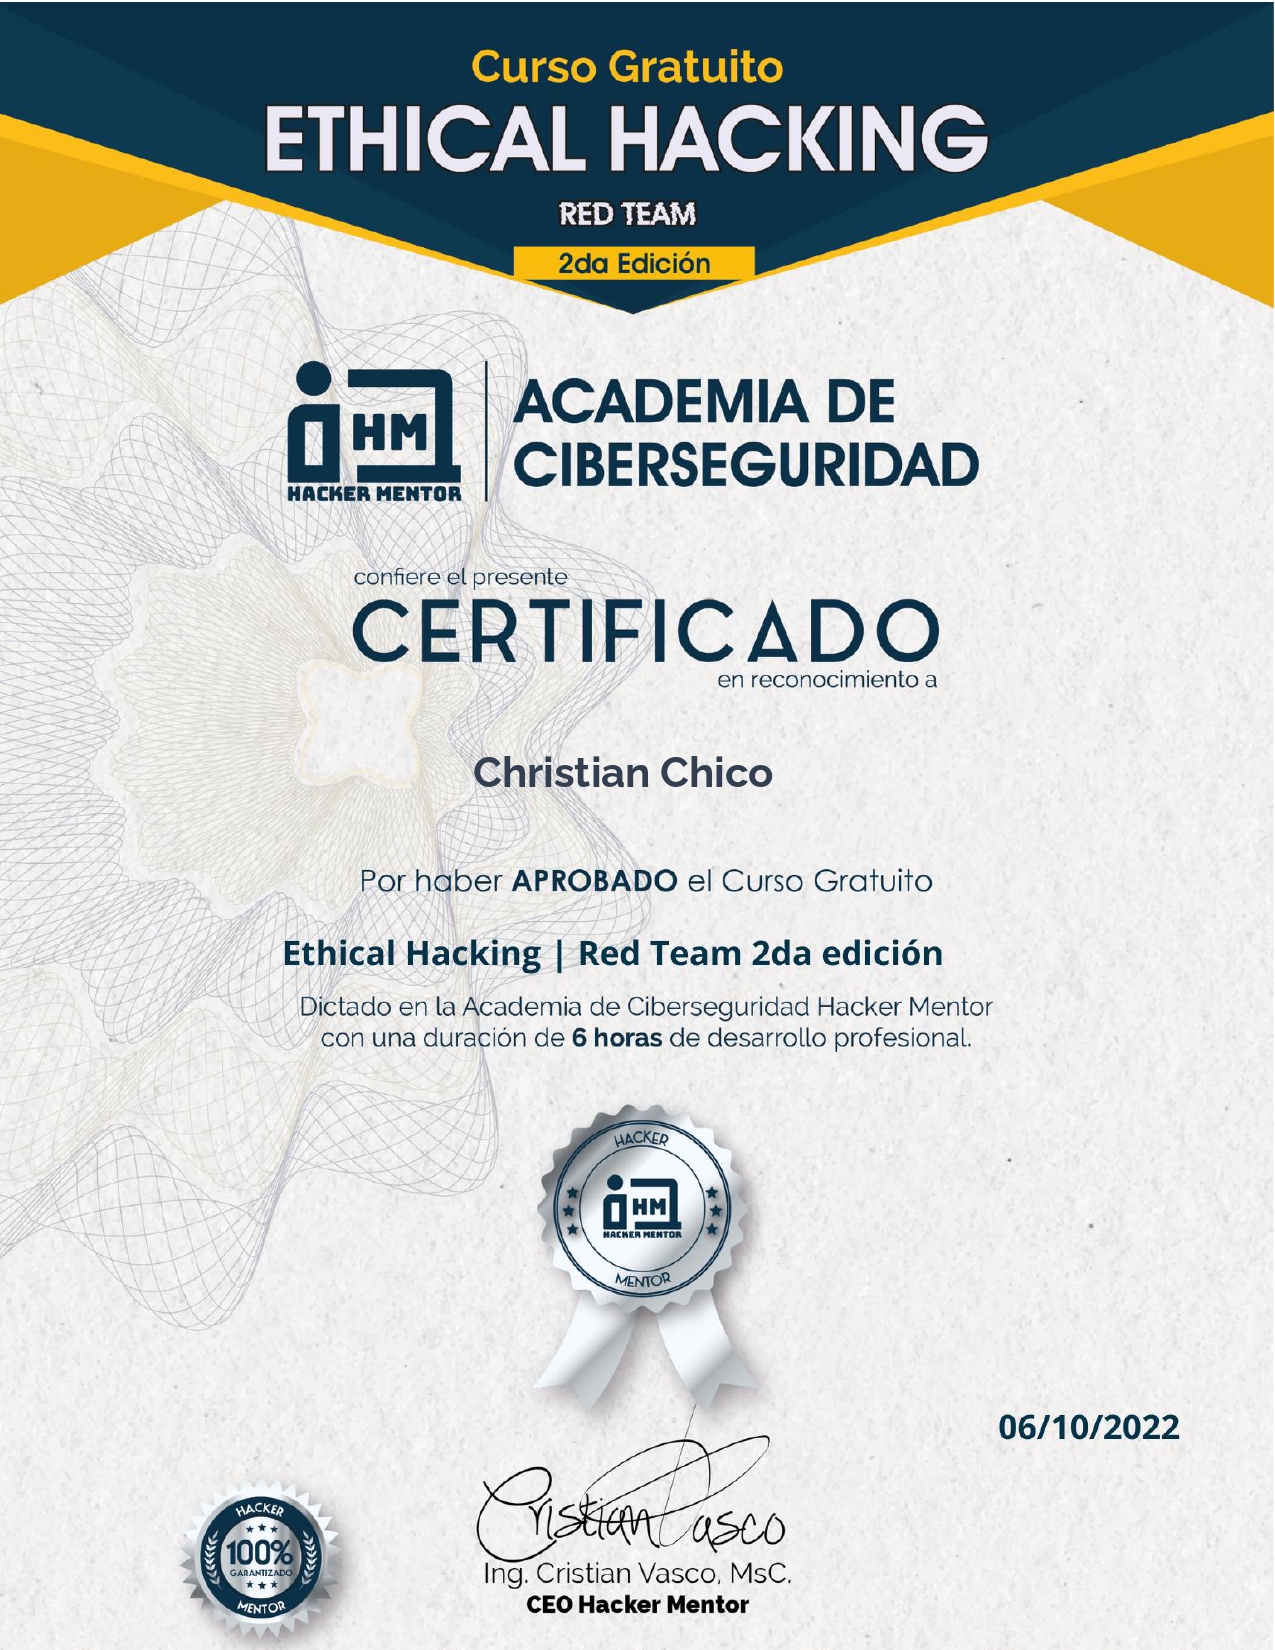 Curso Gratuito
ETHICAL HACKING
RED TEAM
2da Edición
HM
HACKER MENTOR
ACADEMIA DE
CIBERSEGURIDAD
confiere el presente
CERTIFICADO
en reconocimiento a
Christian Chico
Por haber APROBADO el Curso Gratuito
Ethical Hacking | Red Team 2da edición
Dictado en la Academia de Ciberseguridad Hacker Mentor
con una duración de 6 horas de desarrollo profesional.
HACKER
HM
HACKER MENTOR
MENTOR
06/10/2022
Cristian Vasco
Ing. Cristian Vasco, MsC.
CEO Hacker Mentor
HACKER
100%
GARANTIZADO
MENTOR